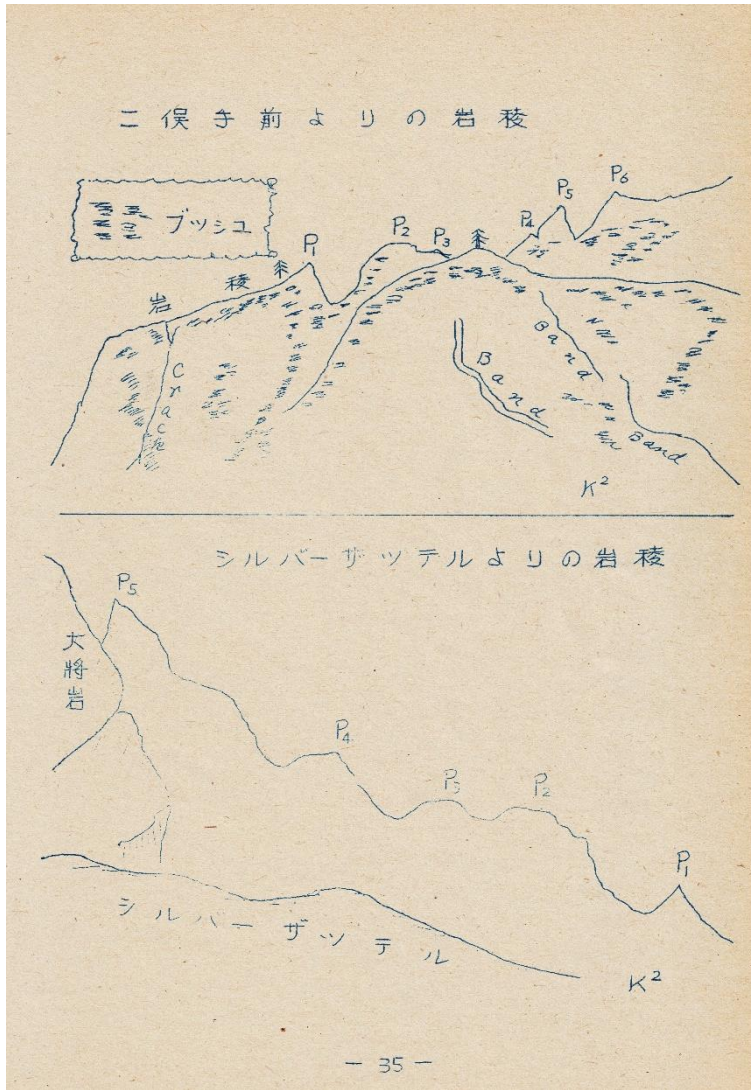 二俣手前よりの岩稜
P6
P5
P4
P3
P2
P1
ブッシュ
岩稜
Crack
Band
Band
Band
K²
シルバーザッテルよりの岩稜
P5
大將岩
P4
P3
P2
P1
シルバーザッテル
K²
— 35 —